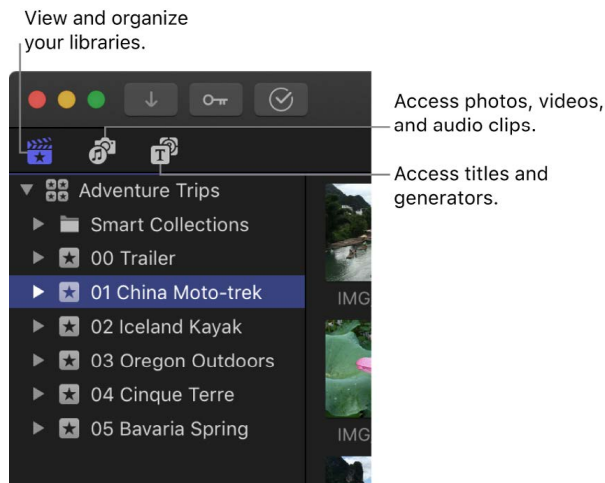 View and organize
your libraries.
Access photos, videos,
and audio clips.
T
Access titles and
generators.
Adventure Trips
Smart Collections
00 Trailer
01 China Moto-trek
IMG
02 Iceland Kayak
03 Oregon Outdoors
04 Cinque Terre
05 Bavaria Spring
IMG